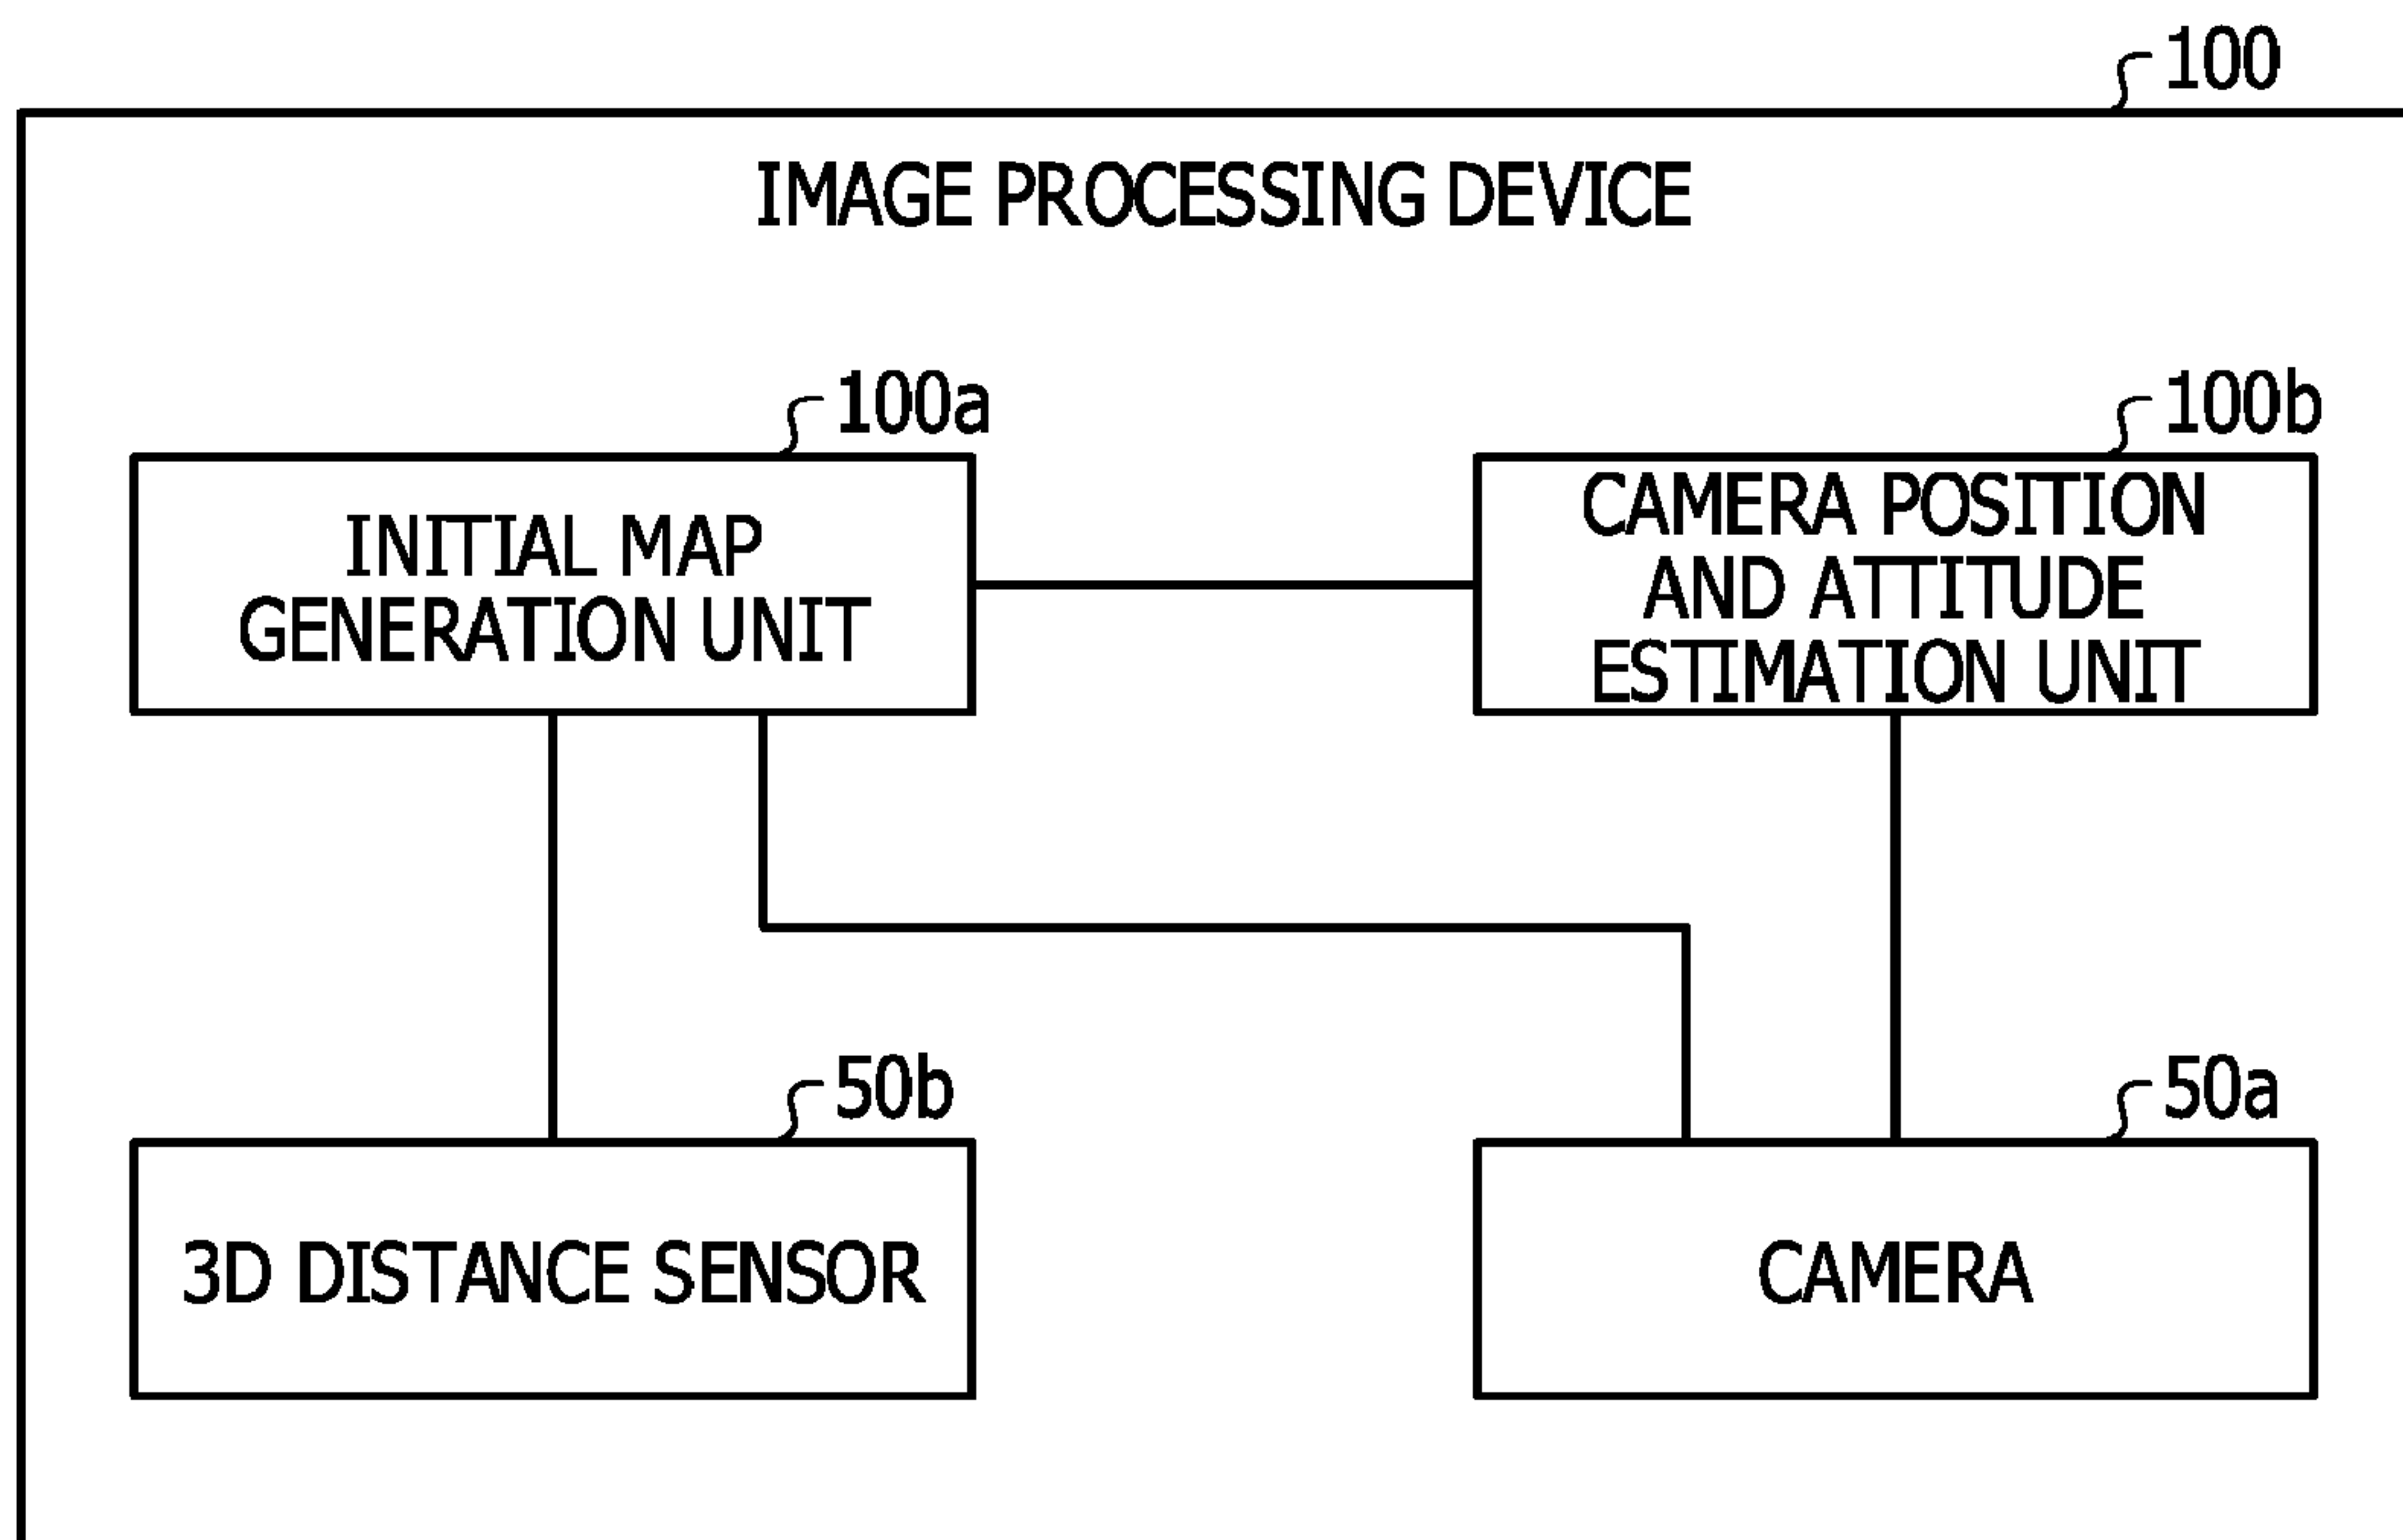 100
IMAGE PROCESSING DEVICE
100a
100b
INITIAL MAP
GENERATION UNIT
CAMERA POSITION
AND ATTITUDE
ESTIMATION UNIT
50b
50a
3D DISTANCE SENSOR
CAMERA